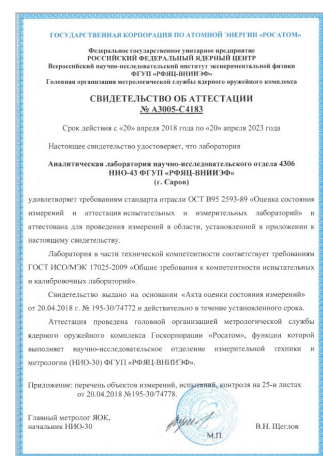 ГОСУДАРСТВЕННАЯ КОРПОРАЦИЯ ПО АТОМНОЙ ЭНЕРГИИ «РОСАТОМ»
Федеральное государственное унитарное предприятие
РОССИЙСКИЙ ФЕДЕРАЛЬНЫЙ ЯДЕРНЫЙ ЦЕНТР
Всероссийский научно-исследовательский институт экспериментальной физики
ФГУП «РФЯЦ-ВНИИЭФ»
Головная организация метрологической службы ядерного оружейного комплекса
СВИДЕТЕЛЬСТВО ОБ АТТЕСТАЦИИ
№ А3005-С4183
Срок действия с «20» апреля 2018 года по «20» апреля 2023 года
Настоящее свидетельство удостоверяет, что лаборатория
Аналитическая лаборатория научно-исследовательского отдела 4306
НИО-43 ФГУП «РФЯЦ-ВНИИЭФ»
(г. Саров)
удовлетворяет требованиям стандарта отрасли ОСТ В95 2593-89 «Оценка состояния
измерений и аттестация испытательных и измерительных лабораторий» и
аттестована для проведения измерений в области, установленной в приложении к
настоящему свидетельству.
Лаборатория в части технической компетентности соответствует требованиям
ГОСТ ИСО/МЭК 17025-2009 «Общие требования к компетентности испытательных
и калибровочных лабораторий».
Свидетельство выдано на основании «Акта оценки состояния измерений»
от 20.04.2018 г. № 195-30/74772 и действительно в течение установленного срока.
Аттестация проведена головной организацией метрологической службы
ядерного оружейного комплекса Госкорпорации «Росатом», функции которой
выполняет научно-исследовательское отделение измерительной техники и
метрологии (НИО-30) ФГУП «РФЯЦ-ВНИИЭФ».
Приложение: перечень объектов измерений, испытаний, контроля на 25-и листах
от 20.04.2018 г. №195-30/74778.
Главный метролог ЯОК,
начальник НИО-30
В.Н. Щеглов
М.П.